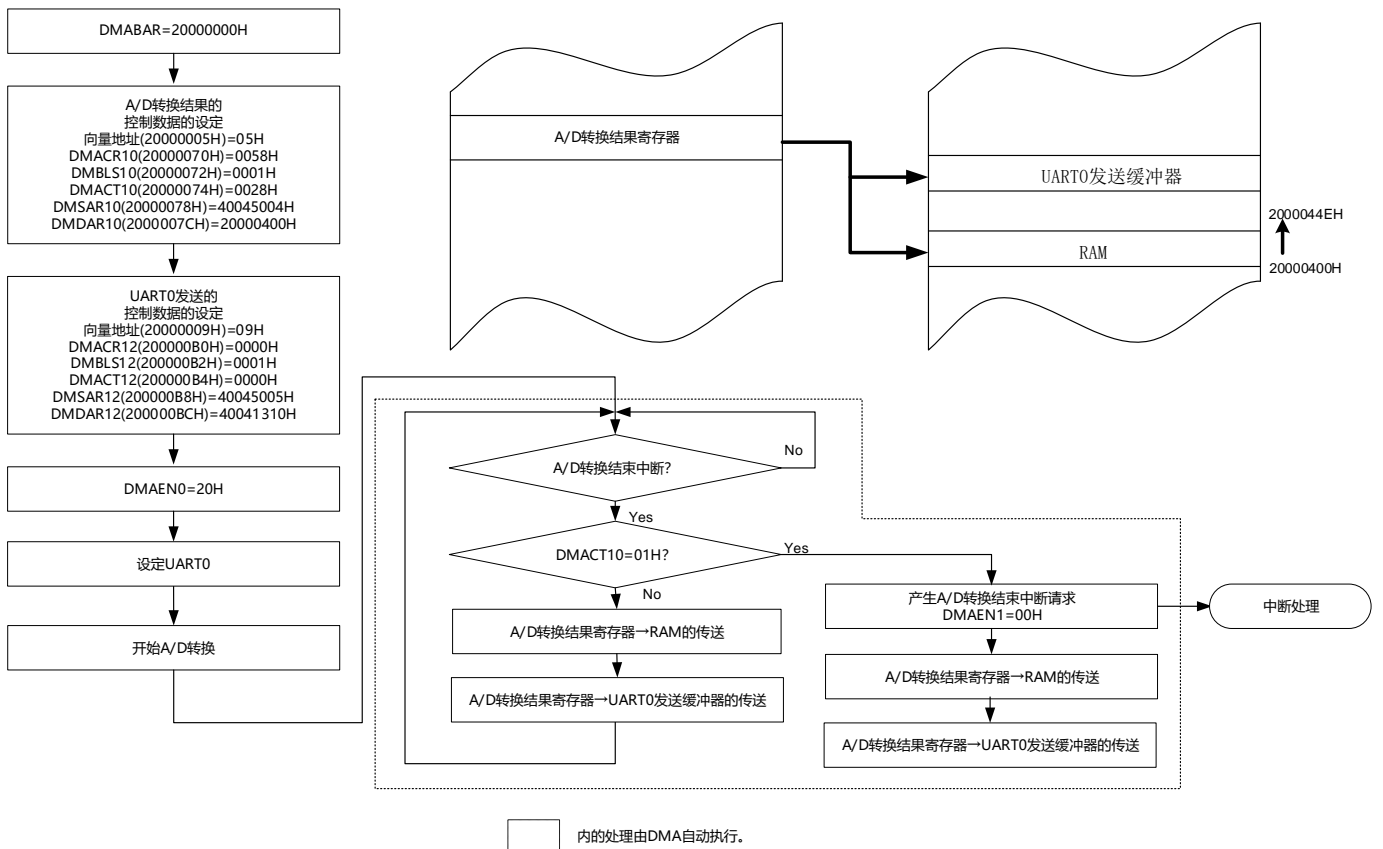 DMABAR=20000000H
A/D转换结果的
控制数据的设定
向量地址(20000005H)=05H
DMACR10(20000070H)=0058H
DMBLS10(20000072H)=0001H
DMACT10(20000074H)=0028H
DMSAR10(20000078H)=40045004H
DMDAR10(2000007CH)=20000400H
UART0发送的
控制数据的设定
向量地址(20000009H)=09H
DMACR12(200000B0H)=0000H
DMBLS12(200000B2H)=0001H
DMACT12(200000B4H)=0000H
DMSAR12(200000B8H)=40045005H
DMDAR12(200000BCH)=40041310H
DMAEN0=20H
设定UART0
开始A/D转换
A/D转换结果寄存器
UART0发送缓冲器
2000044EH
RAM
20000400H
A/D转换结束中断?
No
Yes
DMACT10=01H?
Yes
No
A/D转换结果寄存器→RAM的传送
A/D转换结果寄存器→UART0发送缓冲器的传送
产生A/D转换结束中断请求
DMAEN1=00H
中断处理
A/D转换结果寄存器→RAM的传送
A/D转换结果寄存器→UART0发送缓冲器的传送
内的处理由DMA自动执行。